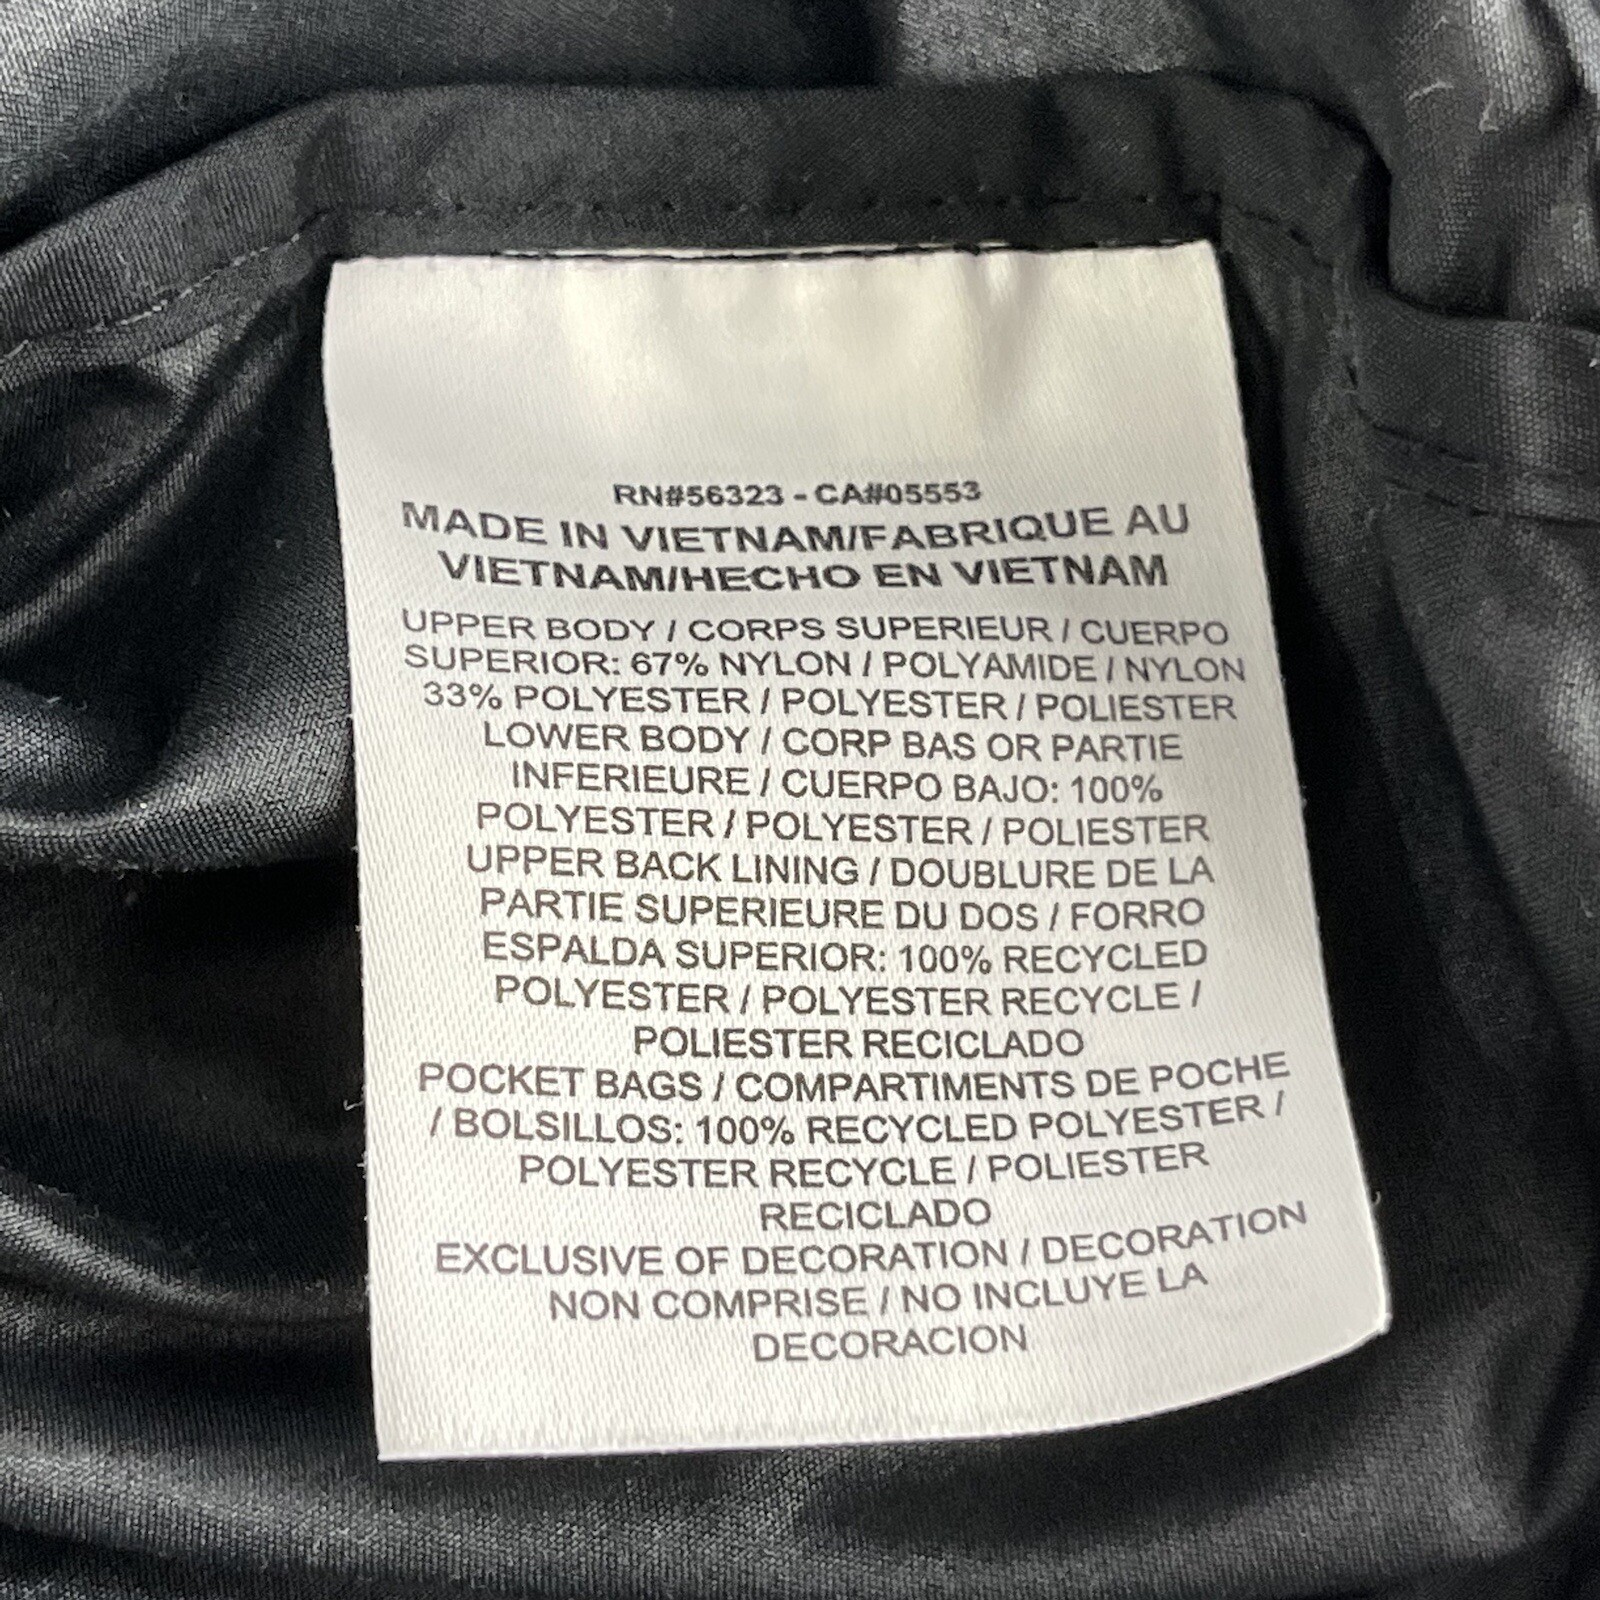 RN#56323 - CA#05553
MADE IN VIETNAM/FABRIQUE AU
VIETNAM/HECHO EN VIETNAM
UPPER BODY / CORPS SUPERIEUR / CUERPO
SUPERIOR: 67% NYLON / POLYAMIDE / NYLON
33% POLYESTER / POLYESTER / POLIESTER
LOWER BODY / CORP BAS OR PARTIE
INFERIEURE / CUERPO BAJO: 100%
POLYESTER / POLYESTER / POLIESTER
UPPER BACK LINING / DOUBLURE DE LA
PARTIE SUPERIEURE DU DOS / FORRO
ESPALDA SUPERIOR: 100% RECYCLED
POLYESTER / POLYESTER RECYCLE /
POLIESTER RECICLADO
POCKET BAGS / COMPARTIMENTS DE POCHE
/ BOLSILLOS: 100% RECYCLED POLYESTER /
POLYESTER RECYCLE / POLIESTER
RECICLADO
EXCLUSIVE OF DECORATION / DECORATION
NON COMPRISE / NO INCLUYE LA
DECORACION